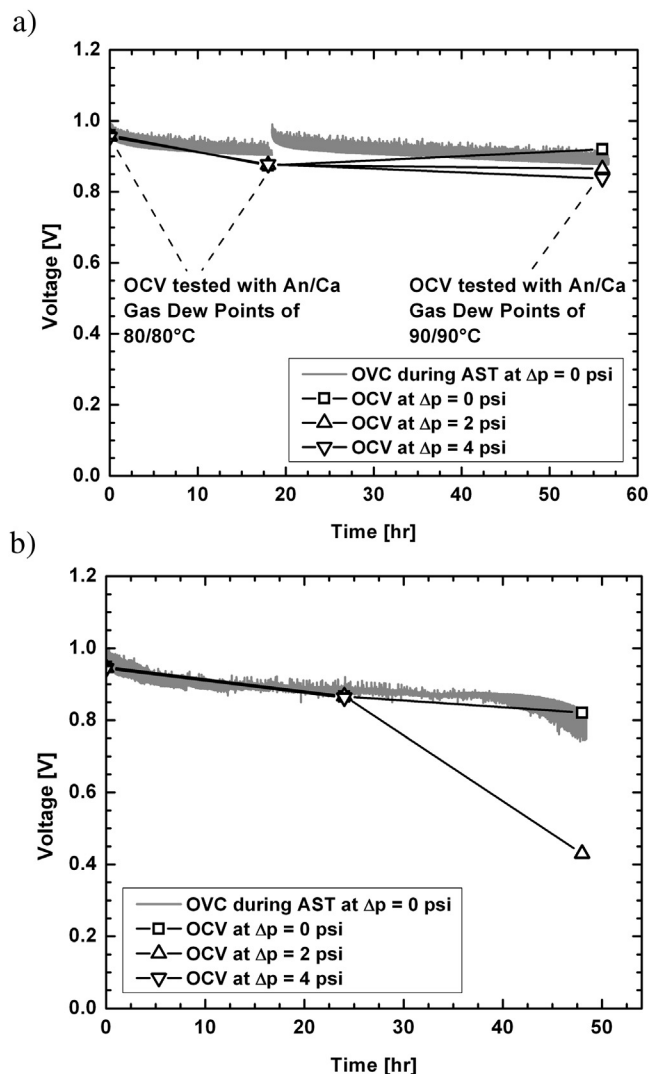 a)
1.2
1.0
0.8
0.6
0.4
0.2
0.0
Voltage [V]
OCV tested with An/Ca
Gas Dew Points of
80/80°C
OCV tested with An/Ca
Gas Dew Points of
90/90°C
OVC during AST at Δp = 0 psi
OCV at Δp = 0 psi
OCV at Δp = 2 psi
OCV at Δp = 4 psi
0 10 20 30 40 50 60
Time [hr]
b)
1.2
1.0
0.8
0.6
0.4
0.2
0.0
Voltage [V]
OVC during AST at Δp = 0 psi
OCV at Δp = 0 psi
OCV at Δp = 2 psi
OCV at Δp = 4 psi
0 10 20 30 40 50
Time [hr]